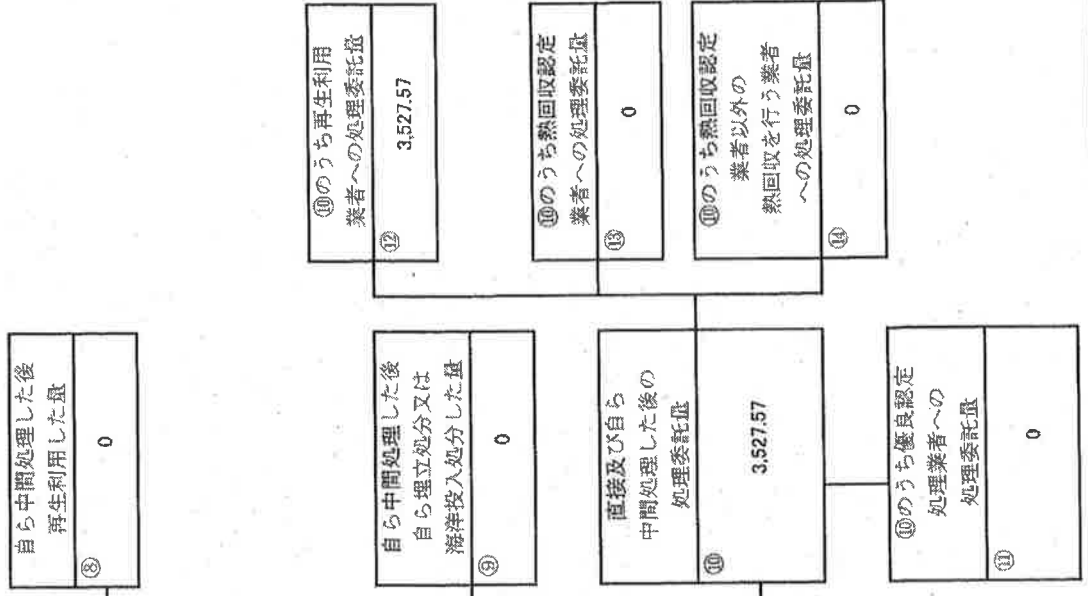 自ら中間処理した後
再生利用した量
⑧
0
自ら中間処理した後
自ら埋立処分又は
海洋投入処分した量
⑨
0
直接及び自ら
中間処理した後の
処理委託量
⑩
3,527.57
⑩のうち優良認定
処理業者への
処理委託量
⑪
0
⑩のうち再生利用
業者への処理委託量
⑫
3,527.57
⑩のうち熱回収認定
業者への処理委託量
⑬
0
⑩のうち熱回収認定
業者以外の
熱回収を行う業者
への処理委託量
⑭
0